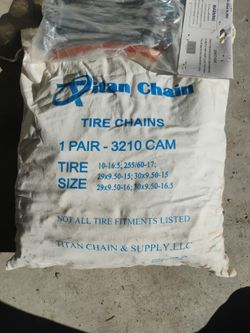 Titan Chain
TIRE CHAINS
1 PAIR - 3210 CAM
TIRE 10-16.5; 255/60-17;
29x9.50-15; 30x9.50-15
SIZE 29x9.50-16; 30x9.50-16.5
NOT ALL TIRE FITMENTS LISTED
TITAN CHAIN & SUPPLY, LLC